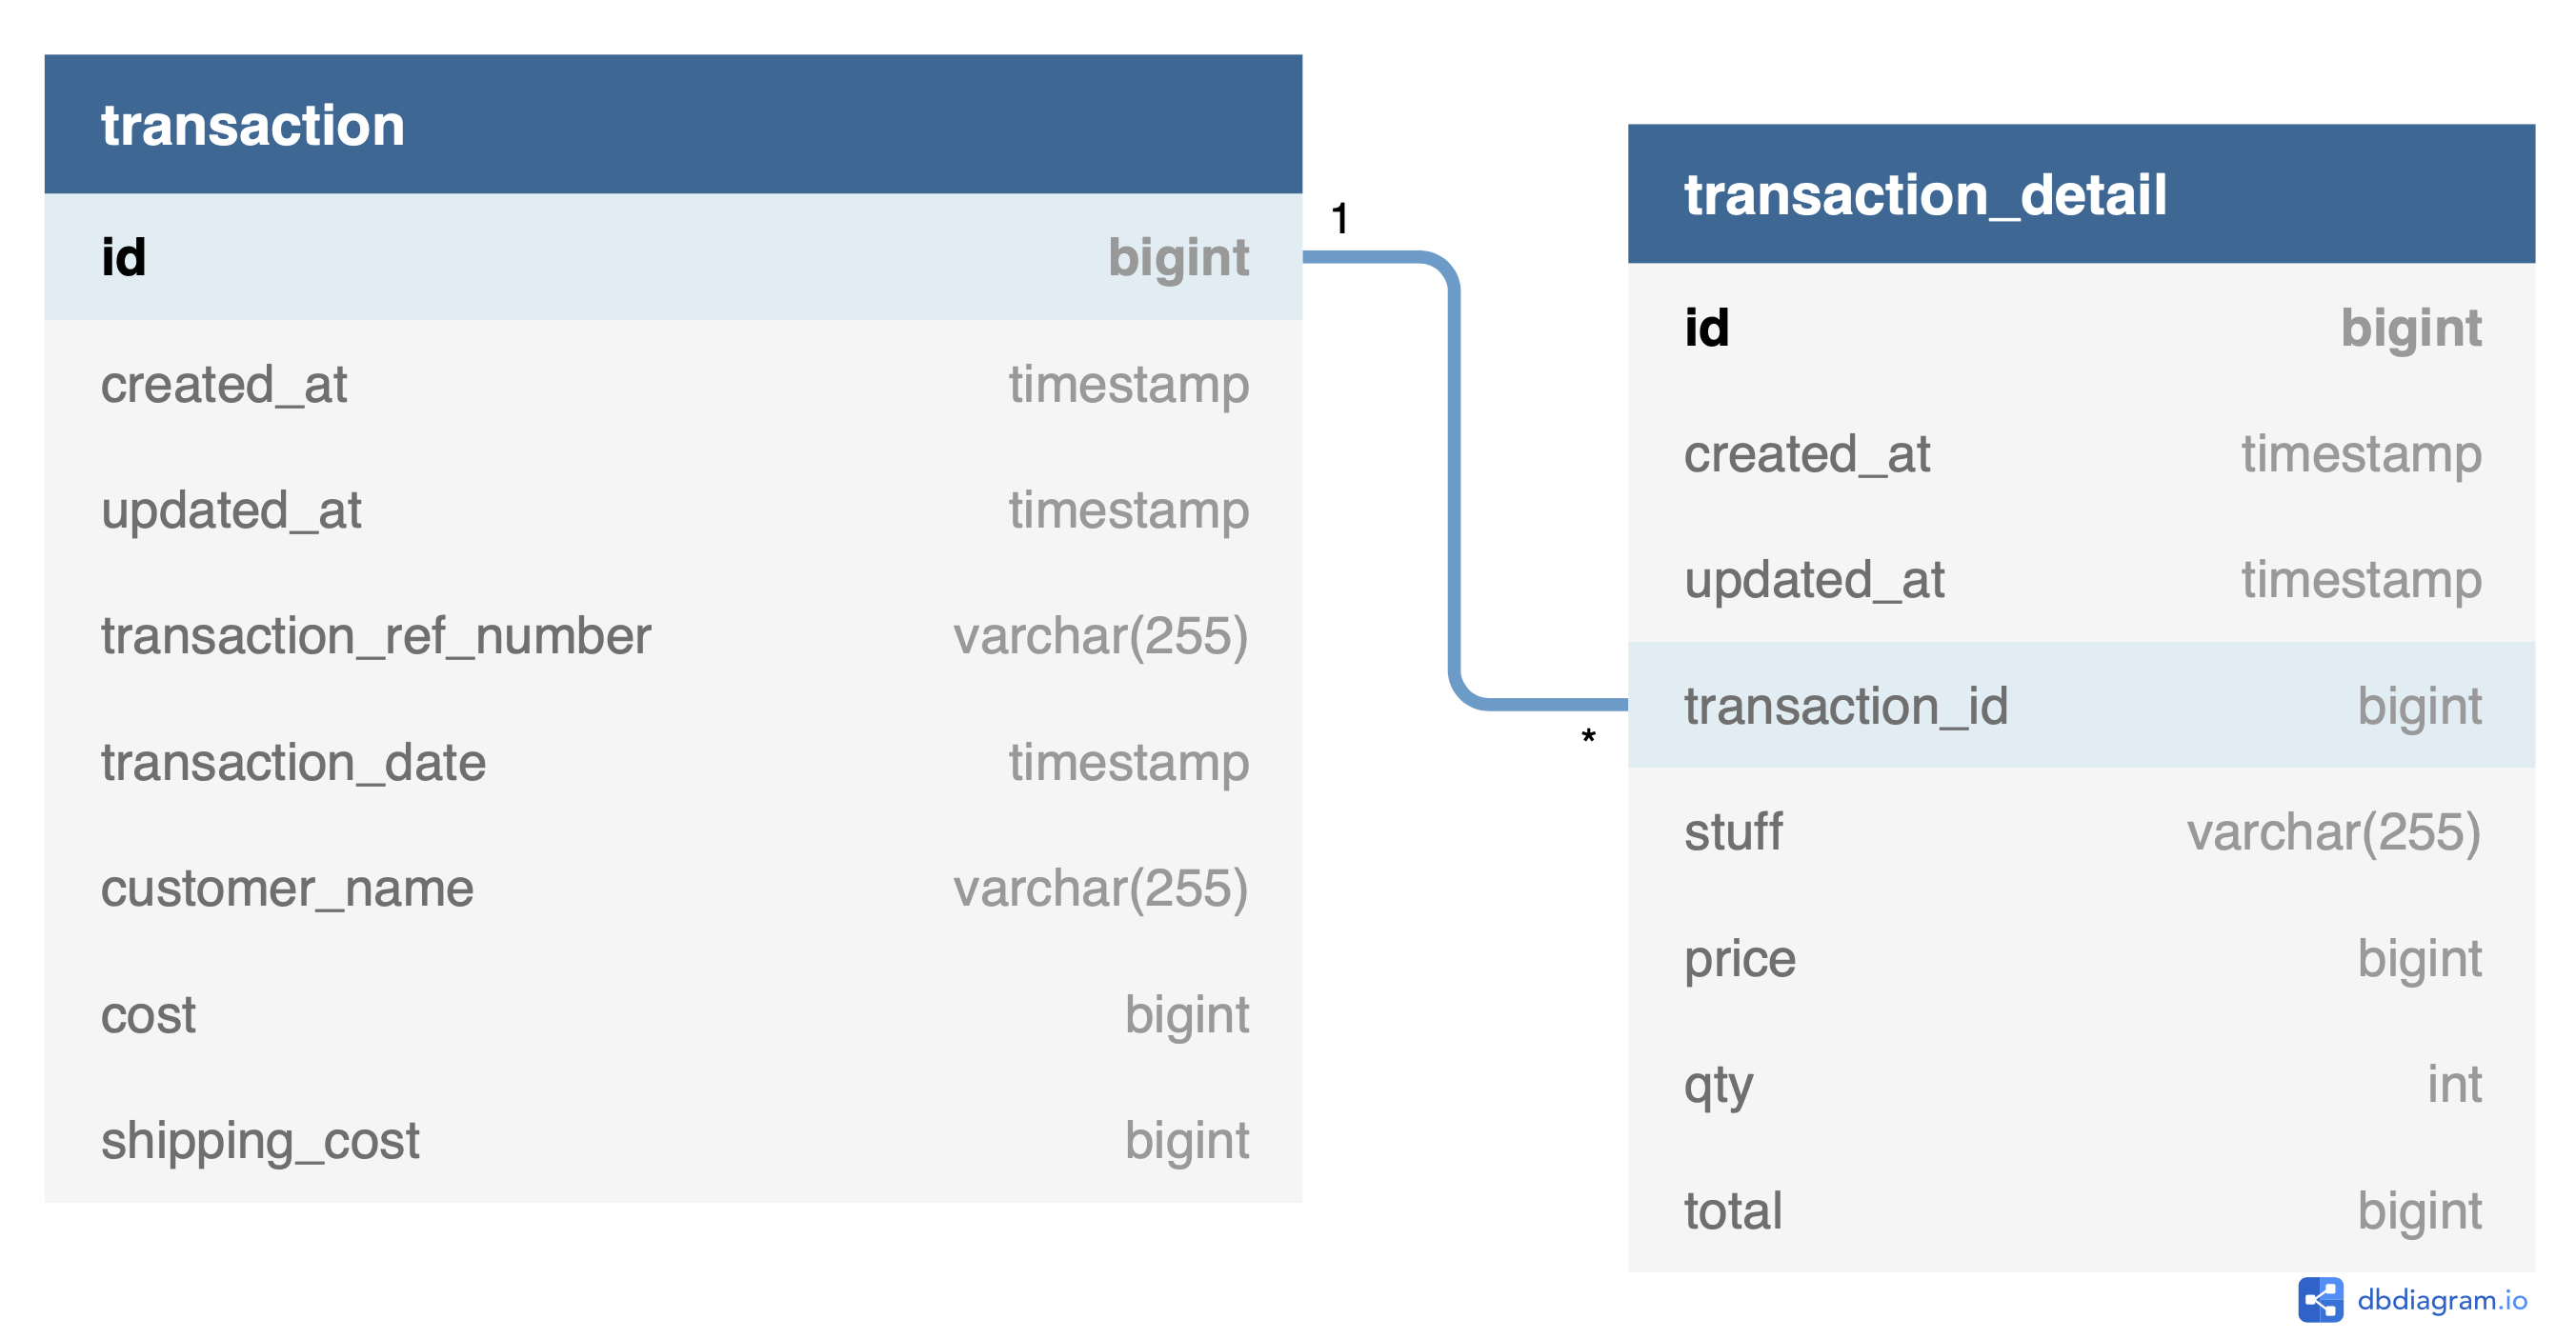 transaction
id bigint
created_at timestamp
updated_at timestamp
transaction_ref_number varchar(255)
transaction_date timestamp
customer_name varchar(255)
cost bigint
shipping_cost bigint
1
*
transaction_detail
id bigint
created_at timestamp
updated_at timestamp
transaction_id bigint
stuff varchar(255)
price bigint
qty int
total bigint
dbdiagram.io